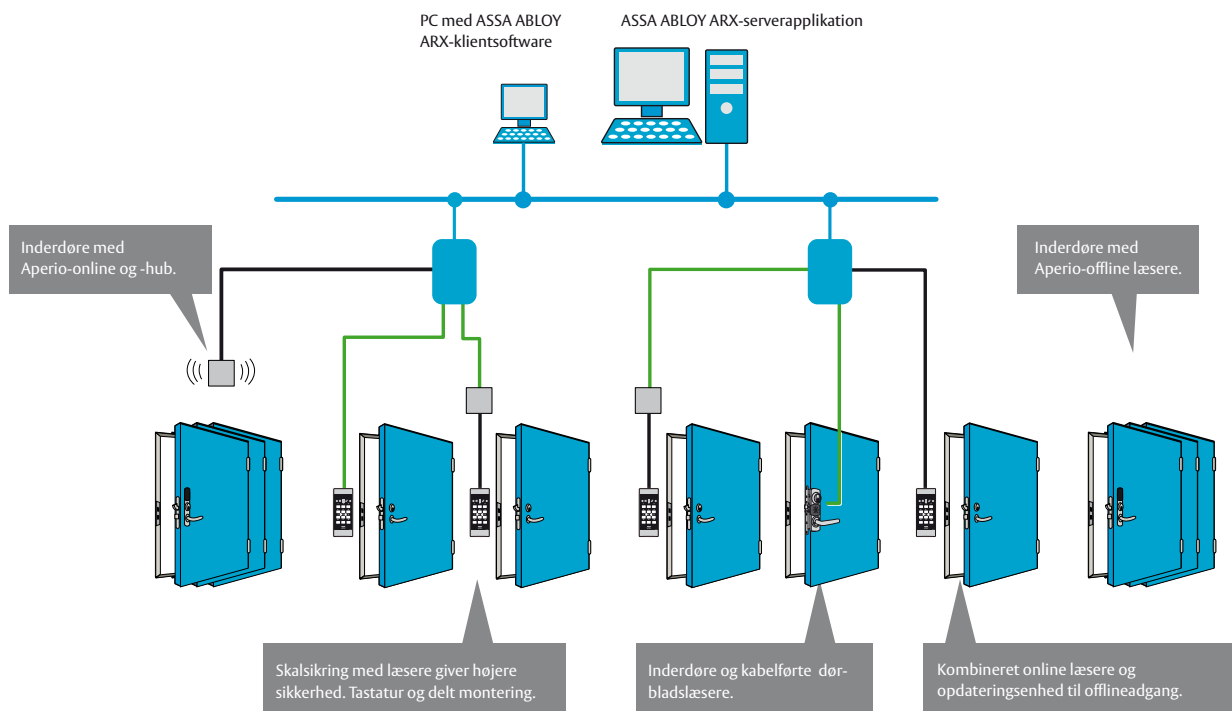 PC med ASSA ABLOY
ARX-klientsoftware
ASSA ABLOY ARX-serverapplikation
Inderdøre med
Aperio-online og -hub.
Inderdøre med
Aperio-offline læsere.
Skalsikring med læsere giver højere
sikkerhed. Tastatur og delt montering.
Inderdøre og kabelførte dør-
bladslæsere.
Kombineret online læsere og
opdateringsenhed til offlineadgang.